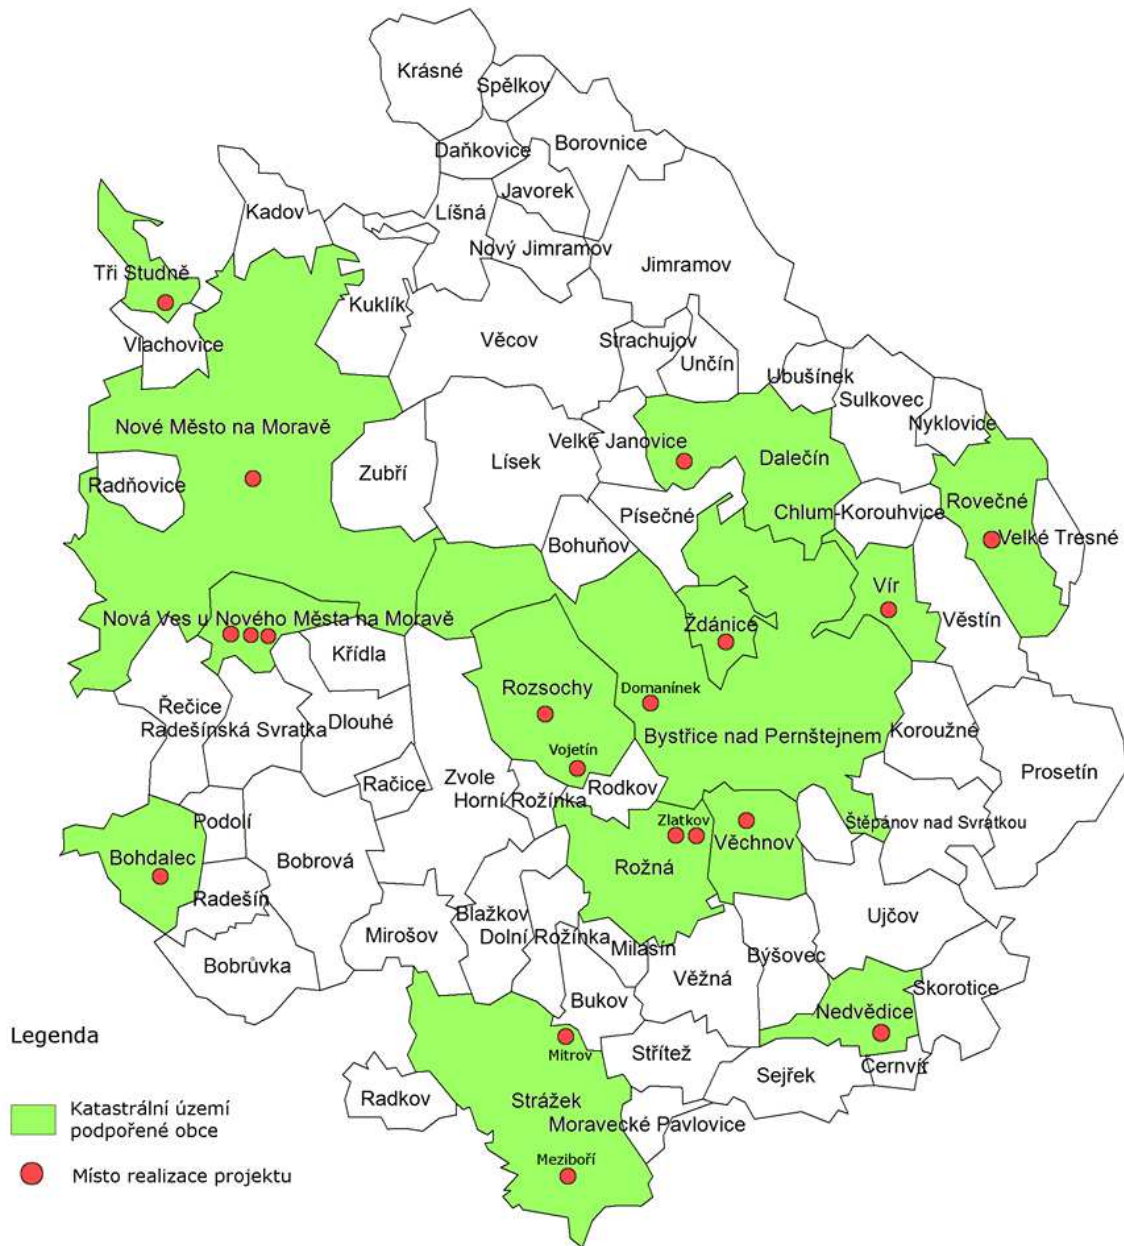 Krásné
Spělkov
Borovnice
Daňkovice
Javorek
Kadov
Líšná
Nový Jimramov
Jimramov
Tři Studně
Kuklík
Vlachovice
Věcov
Strachujov
Unčín
Ubušínek
Sulkovec
Nyklovice
Nové Město na Moravě
Velké Janovice
Dalečín
Zubří
Lísek
Radňovice
Rovečné
Písečné
Chlum-Korouhvice
Velké Tresné
Bohuňov
Vír
Nová Ves u Nového Města na Moravě
Ždánice
Věstín
Křídla
Rozsochy
Domanínek
Řečice
Radešínská Svratka
Dlouhé
Bystřice nad Pernštejnem
Koroužné
Vojetín
Prosetín
Račice
Zvole
Horní Rožínka
Rodkov
Podolí
Zlatkov
Štěpánov nad Svratkou
Věchnov
Bohdalec
Bobrová
Rožná
Radešín
Blažkov
Ujčov
Mirošov
Dolní Rožínka
Milasín
Býšovec
Bobrůvka
Věžná
Skorotice
Bukov
Nedvědice
Legenda
Mitrov
Střítež
Černvír
Sejřek
Radkov
Strážek
Katastrální území
podpořené obce
Moravecké Pavlovice
Meziboří
Místo realizace projektu